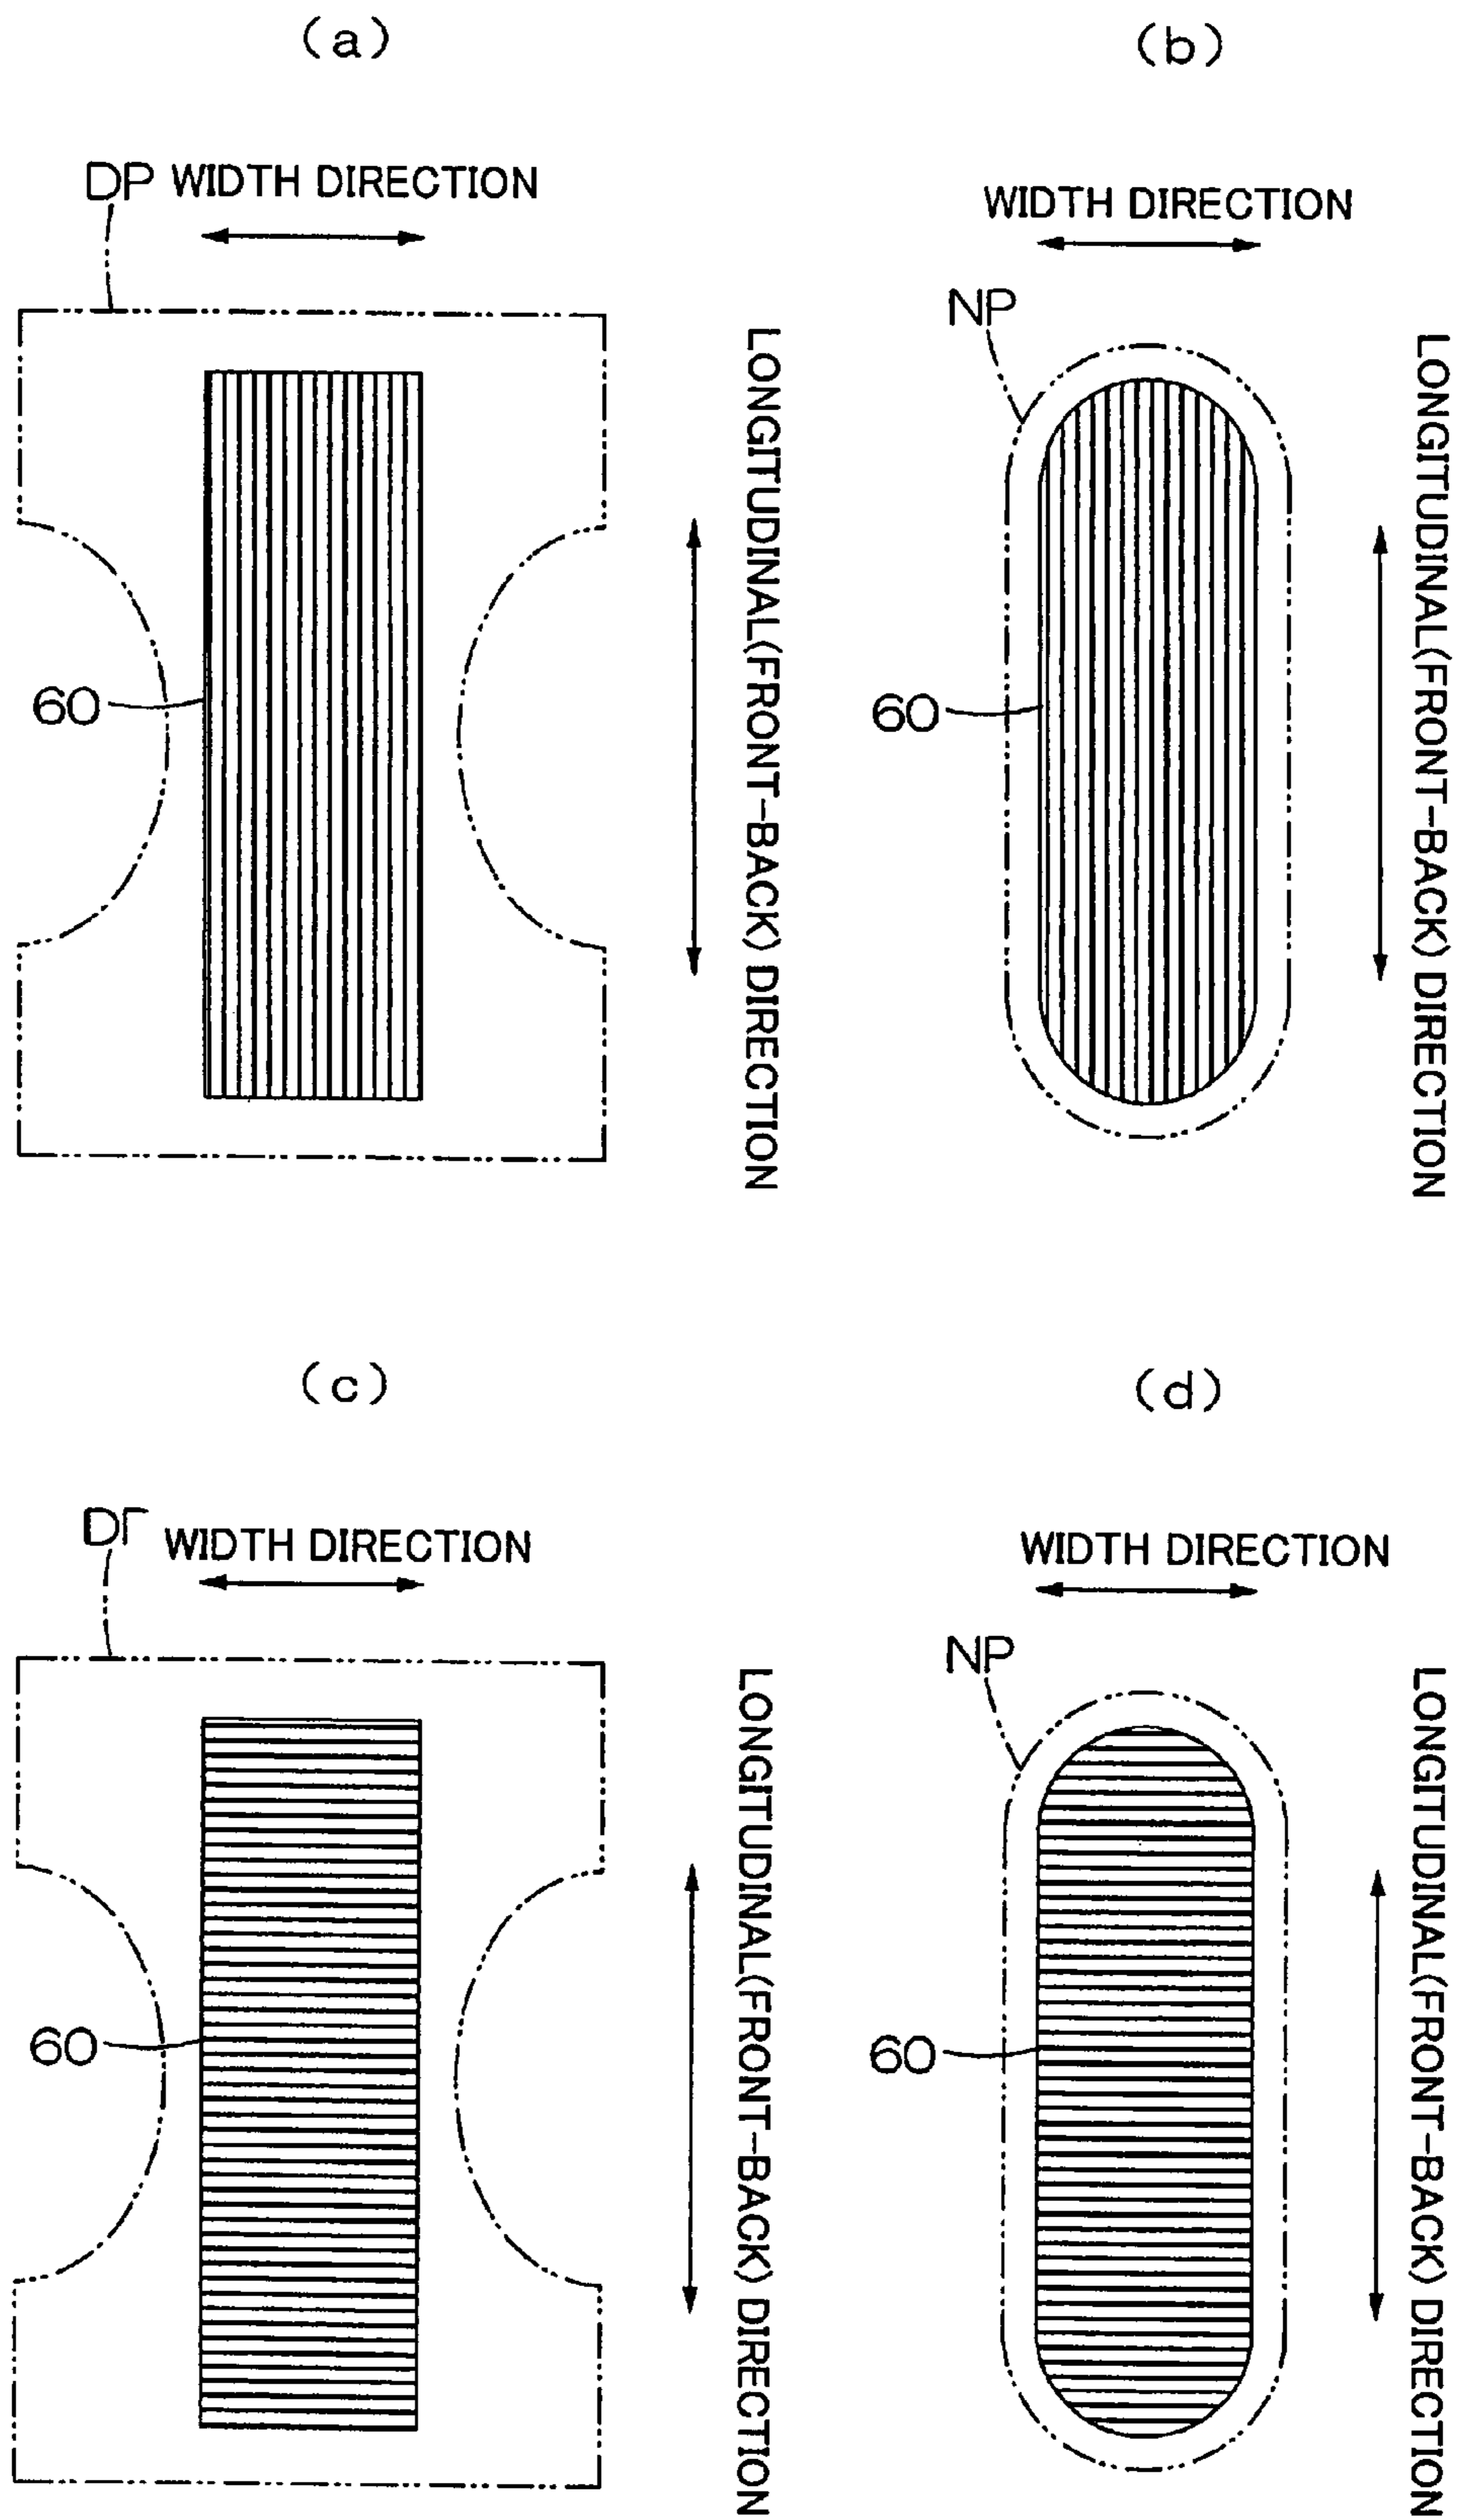 (a)
DP WIDTH DIRECTION
60
LONGITUDINAL(FRONT-BACK) DIRECTION
(b)
WIDTH DIRECTION
NP
60
LONGITUDINAL(FRONT-BACK) DIRECTION
(c)
WIDTH DIRECTION
60
LONGITUDINAL(FRONT-BACK) DIRECTION
(d)
WIDTH DIRECTION
NP
60
LONGITUDINAL(FRONT-BACK) DIRECTION